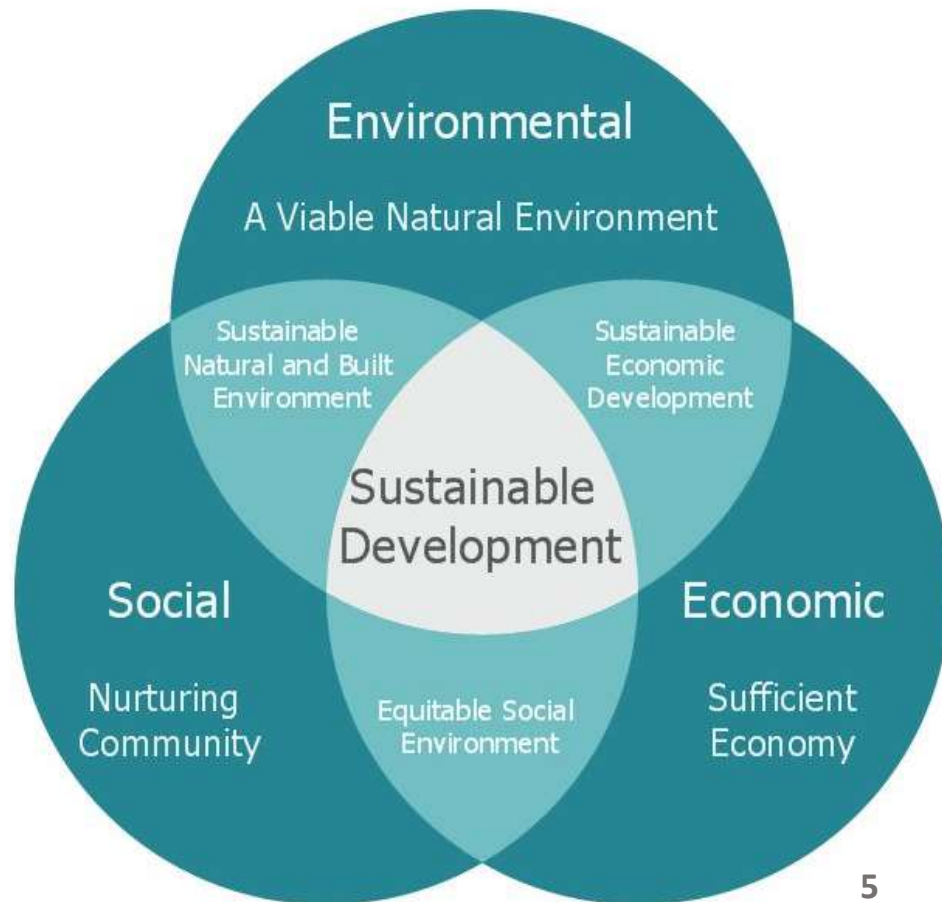 Environmental
A Viable Natural Environment
Sustainable
Natural and Built
Environment
Sustainable
Economic
Development
Sustainable
Development
Social
Nurturing
Community
Economic
Sufficient
Economy
Equitable Social
Environment
5